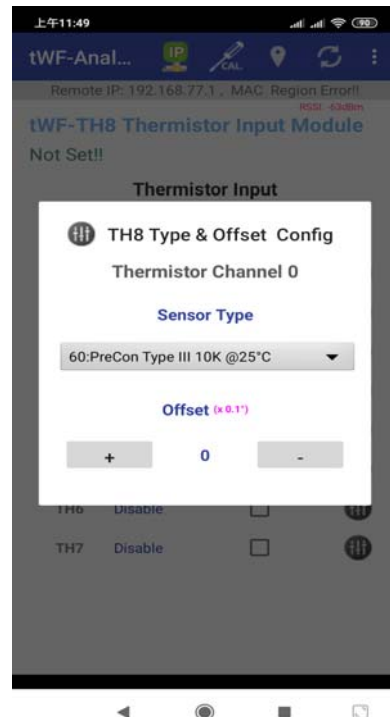 上午11:49
90
tWF-Anal...
IP
CAL
Remote IP: 192.168.77.1 , MAC Region Error!!
RSSI: -63dBm
tWF-TH8 Thermistor Input Module
Not Set!!
Thermistor Input
TH8 Type & Offset Config
Thermistor Channel 0
Sensor Type
60:PreCon Type III 10K @25°C
Offset (x 0.1°)
+ 0 -
TH6 Disable
TH7 Disable